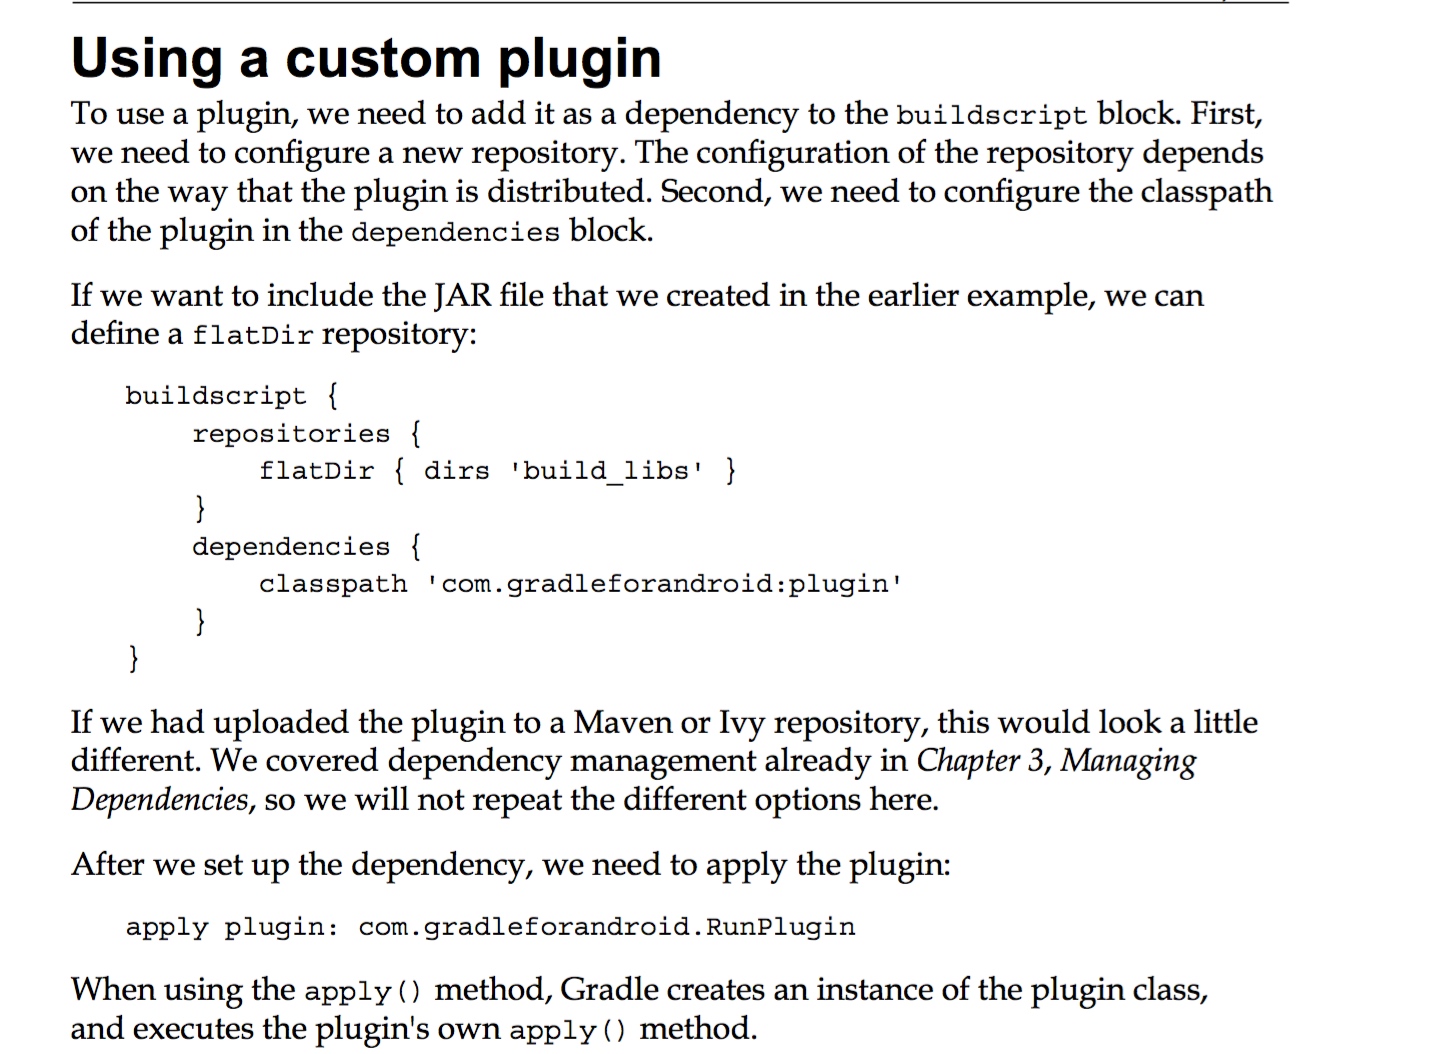 Using a custom plugin
To use a plugin, we need to add it as a dependency to the buildscript block. First,
we need to configure a new repository. The configuration of the repository depends
on the way that the plugin is distributed. Second, we need to configure the classpath
of the plugin in the dependencies block.
If we want to include the JAR file that we created in the earlier example, we can
define a flatDir repository:
buildscript {
    repositories {
        flatDir { dirs 'build_libs' }
    }
    dependencies {
        classpath 'com.gradleforandroid:plugin'
    }
}
If we had uploaded the plugin to a Maven or Ivy repository, this would look a little
different. We covered dependency management already in Chapter 3, Managing
Dependencies, so we will not repeat the different options here.
After we set up the dependency, we need to apply the plugin:
apply plugin: com.gradleforandroid.RunPlugin
When using the apply() method, Gradle creates an instance of the plugin class,
and executes the plugin's own apply() method.